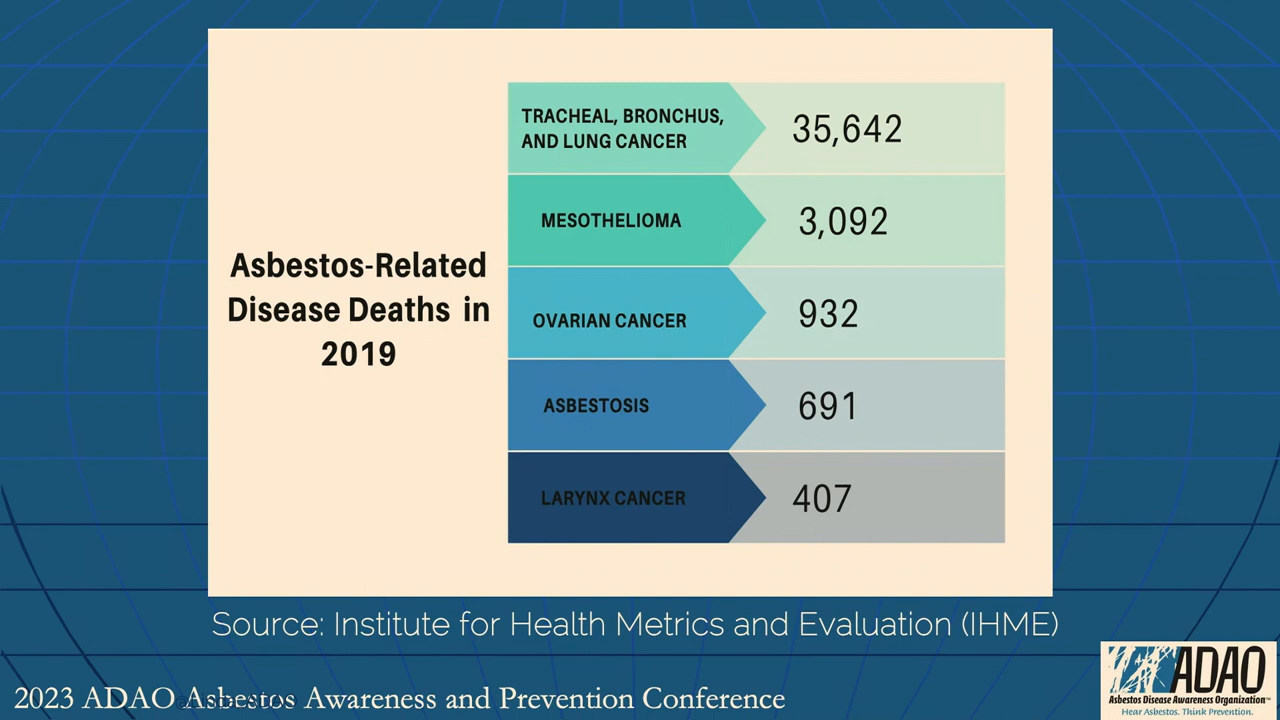 Asbestos-Related
Disease Deaths in
2019
TRACHEAL, BRONCHUS,
AND LUNG CANCER
35,642
MESOTHELIOMA
3,092
OVARIAN CANCER
932
ASBESTOSIS
691
LARYNX CANCER
407
Source: Institute for Health Metrics and Evaluation (IHME)
2023 ADAO Asbestos Awareness and Prevention Conference
ADAO
Asbestos Disease Awareness Organization™
Hear Asbestos. Think Prevention.